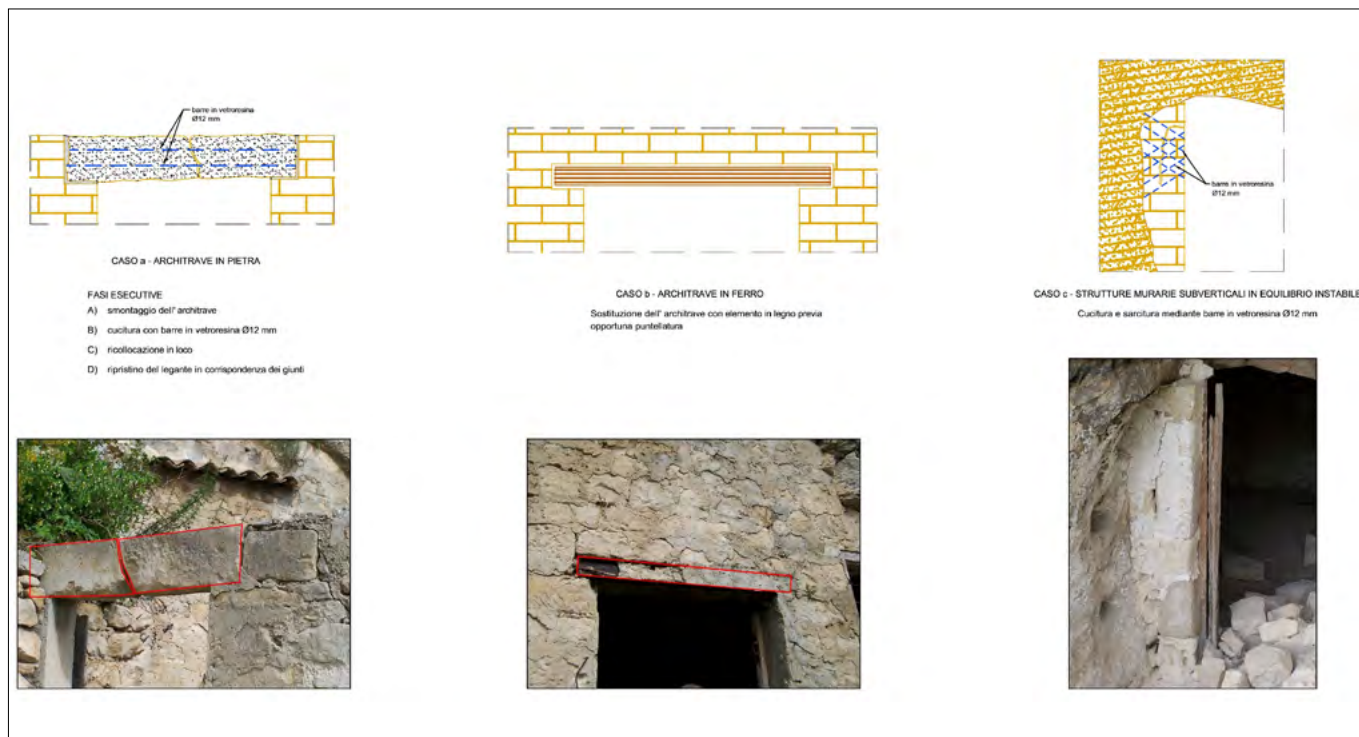 barre in vetroresina
Ø12 mm
CASO a - ARCHITRAVE IN PIETRA
FASI ESECUTIVE
A) smontaggio dell' architrave
B) cucitura con barre in vetroresina Ø12 mm
C) ricollocazione in loco
D) ripristino del legante in corrispondenza dei giunti
CASO b - ARCHITRAVE IN FERRO
Sostituzione dell' architrave con elemento in legno previa
opportuna puntellatura
barre in vetroresina
Ø12 mm
CASO c - STRUTTURE MURARIE SUBVERTICALI IN EQUILIBRIO INSTABILE
Cucitura e sarcitura mediante barre in vetroresina Ø12 mm